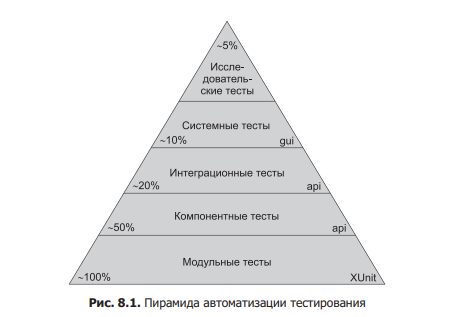 ~5%
Иссле-
дователь-
ские тесты
Системные тесты
~10% gui
Интеграционные тесты
~20% api
Компонентные тесты
~50% api
Модульные тесты
~100% XUnit
Рис. 8.1. Пирамида автоматизации тестирования